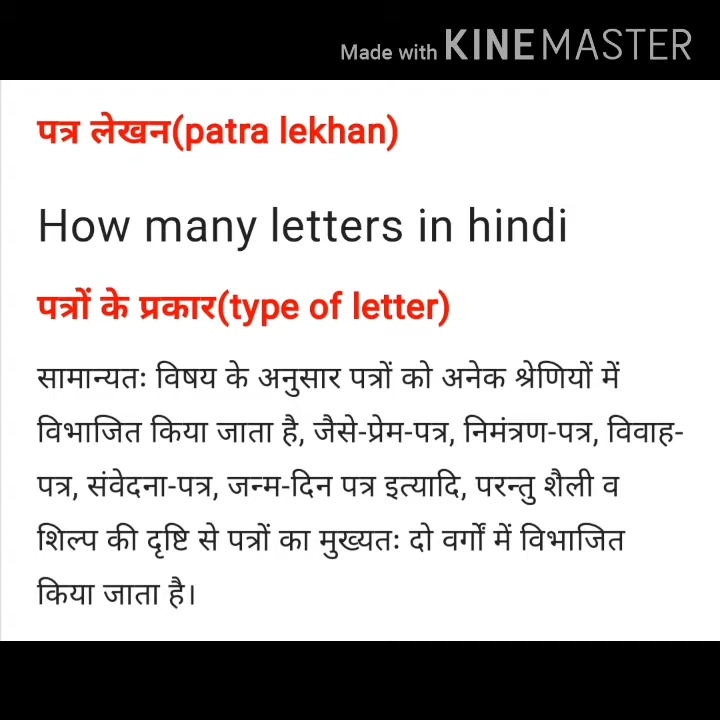 Made with KINEMASTER
पत्र लेखन(patra lekhan)
How many letters in hindi
पत्रों के प्रकार(type of letter)
सामान्यतः विषय के अनुसार पत्रों को अनेक श्रेणियों में
विभाजित किया जाता है, जैसे-प्रेम-पत्र, निमंत्रण-पत्र, विवाह-
पत्र, संवेदना-पत्र, जन्म-दिन पत्र इत्यादि, परन्तु शैली व
शिल्प की दृष्टि से पत्रों का मुख्यतः दो वर्गों में विभाजित
किया जाता है।